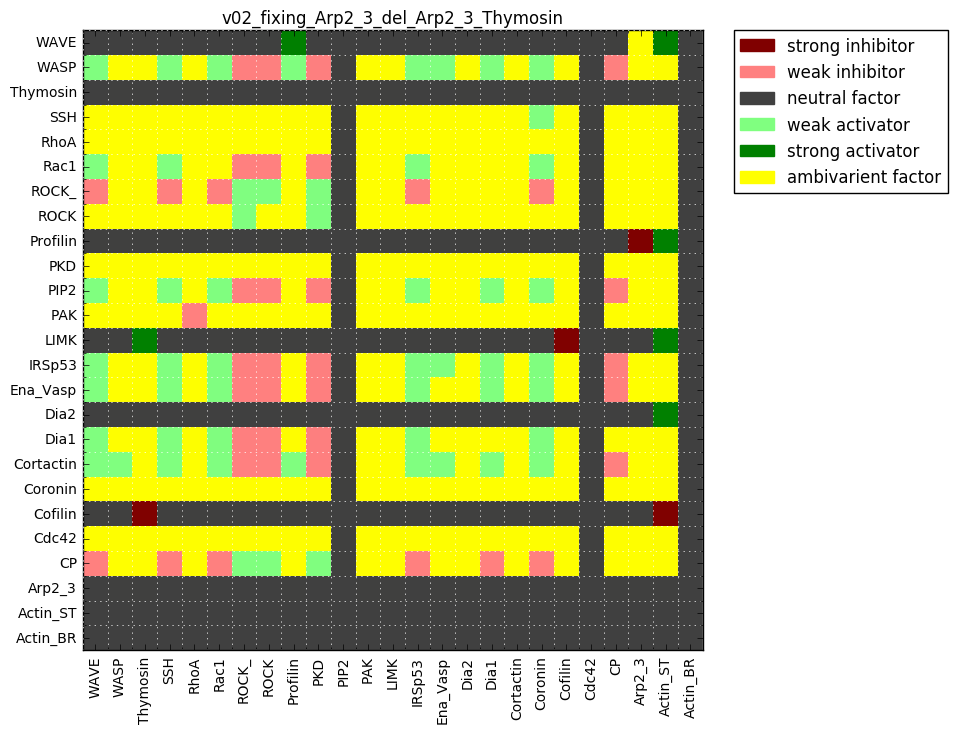 v02_fixing_Arp2_3_del_Arp2_3_Thymosin
WAVE
WASP
Thymosin
SSH
RhoA
Rac1
ROCK_
ROCK
Profilin
PKD
PIP2
PAK
LIMK
IRSp53
Ena_Vasp
Dia2
Dia1
Cortactin
Coronin
Cofilin
Cdc42
CP
Arp2_3
Actin_ST
Actin_BR
WAVE
WASP
Thymosin
SSH
RhoA
Rac1
ROCK_
ROCK
Profilin
PKD
PIP2
PAK
LIMK
IRSp53
Ena_Vasp
Dia2
Dia1
Cortactin
Coronin
Cofilin
Cdc42
CP
Arp2_3
Actin_ST
Actin_BR
strong inhibitor
weak inhibitor
neutral factor
weak activator
strong activator
ambivarient factor